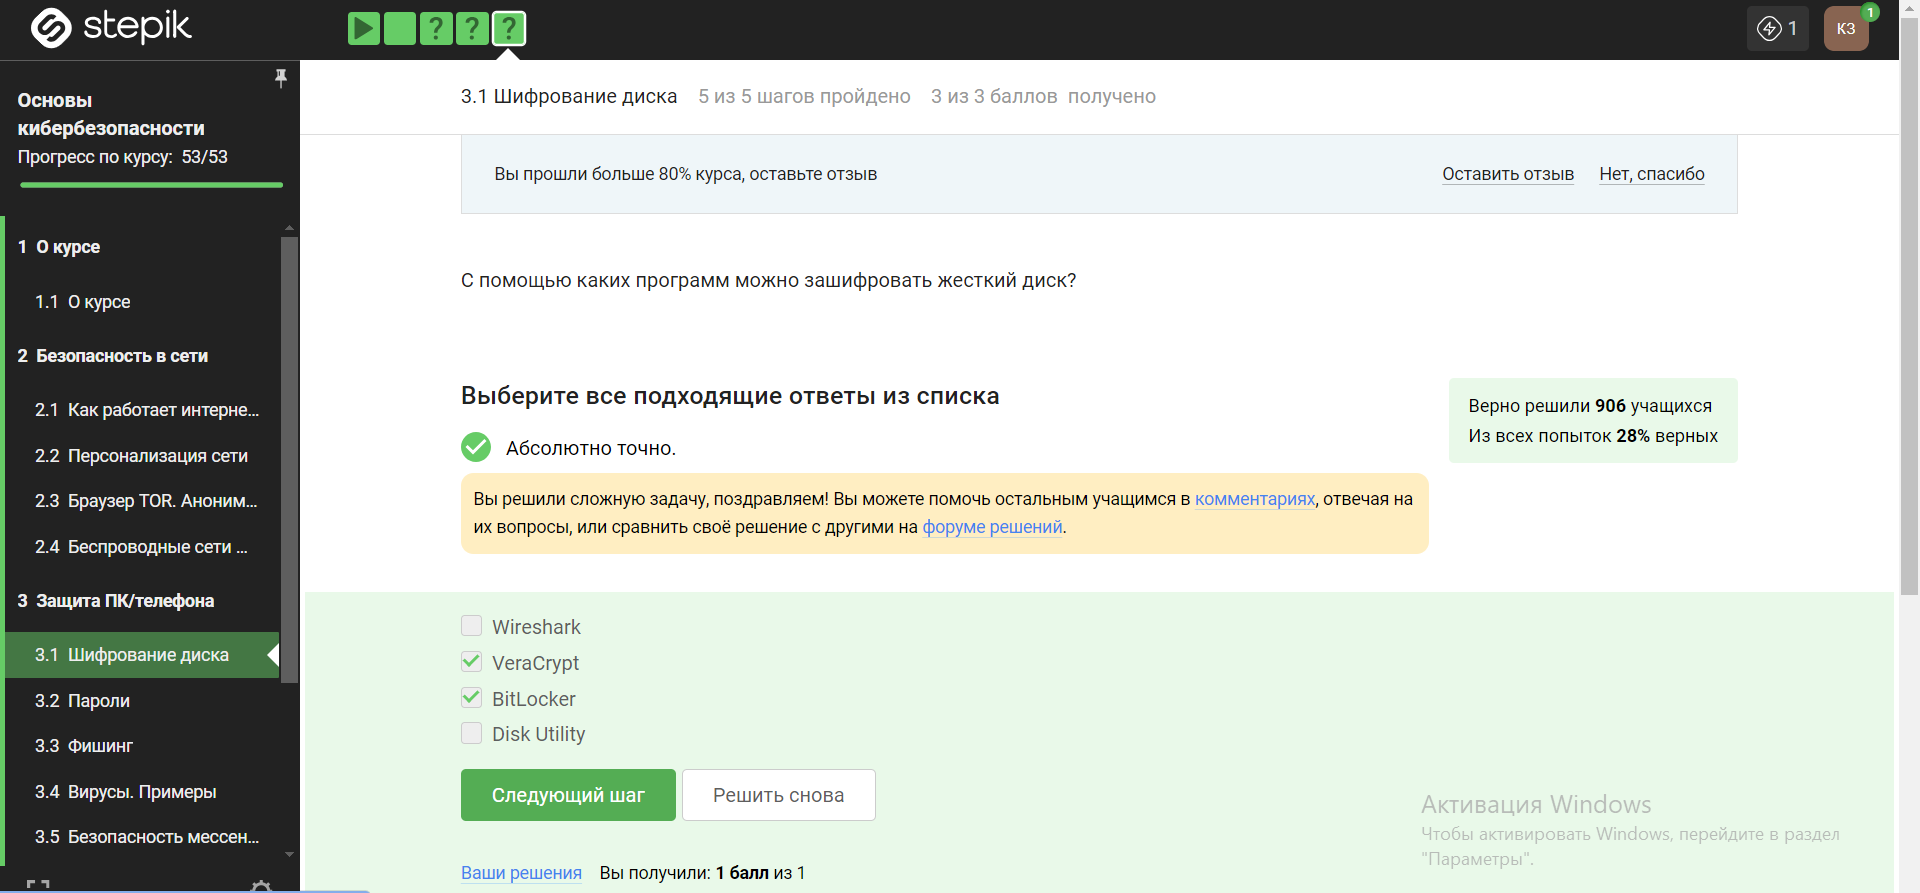 stepik
? ? ?
1
КЗ
1
Основы
кибербезопасности
Прогресс по курсу: 53/53
1 О курсе
1.1 О курсе
2 Безопасность в сети
2.1 Как работает интерне...
2.2 Персонализация сети
2.3 Браузер TOR. Аноним...
2.4 Беспроводные сети ...
3 Защита ПК/телефона
3.1 Шифрование диска
3.2 Пароли
3.3 Фишинг
3.4 Вирусы. Примеры
3.5 Безопасность мессен...
3.1 Шифрование диска 5 из 5 шагов пройдено 3 из 3 баллов получено
Вы прошли больше 80% курса, оставьте отзыв Оставить отзыв Нет, спасибо
С помощью каких программ можно зашифровать жесткий диск?
Выберите все подходящие ответы из списка
Верно решили 906 учащихся
Из всех попыток 28% верных
Абсолютно точно.
Вы решили сложную задачу, поздравляем! Вы можете помочь остальным учащимся в комментариях, отвечая на
их вопросы, или сравнить своё решение с другими на форуме решений.
Wireshark
VeraCrypt
BitLocker
Disk Utility
Следующий шаг Решить снова
Ваши решения Вы получили: 1 балл из 1
Активация Windows
Чтобы активировать Windows, перейдите в раздел
"Параметры".